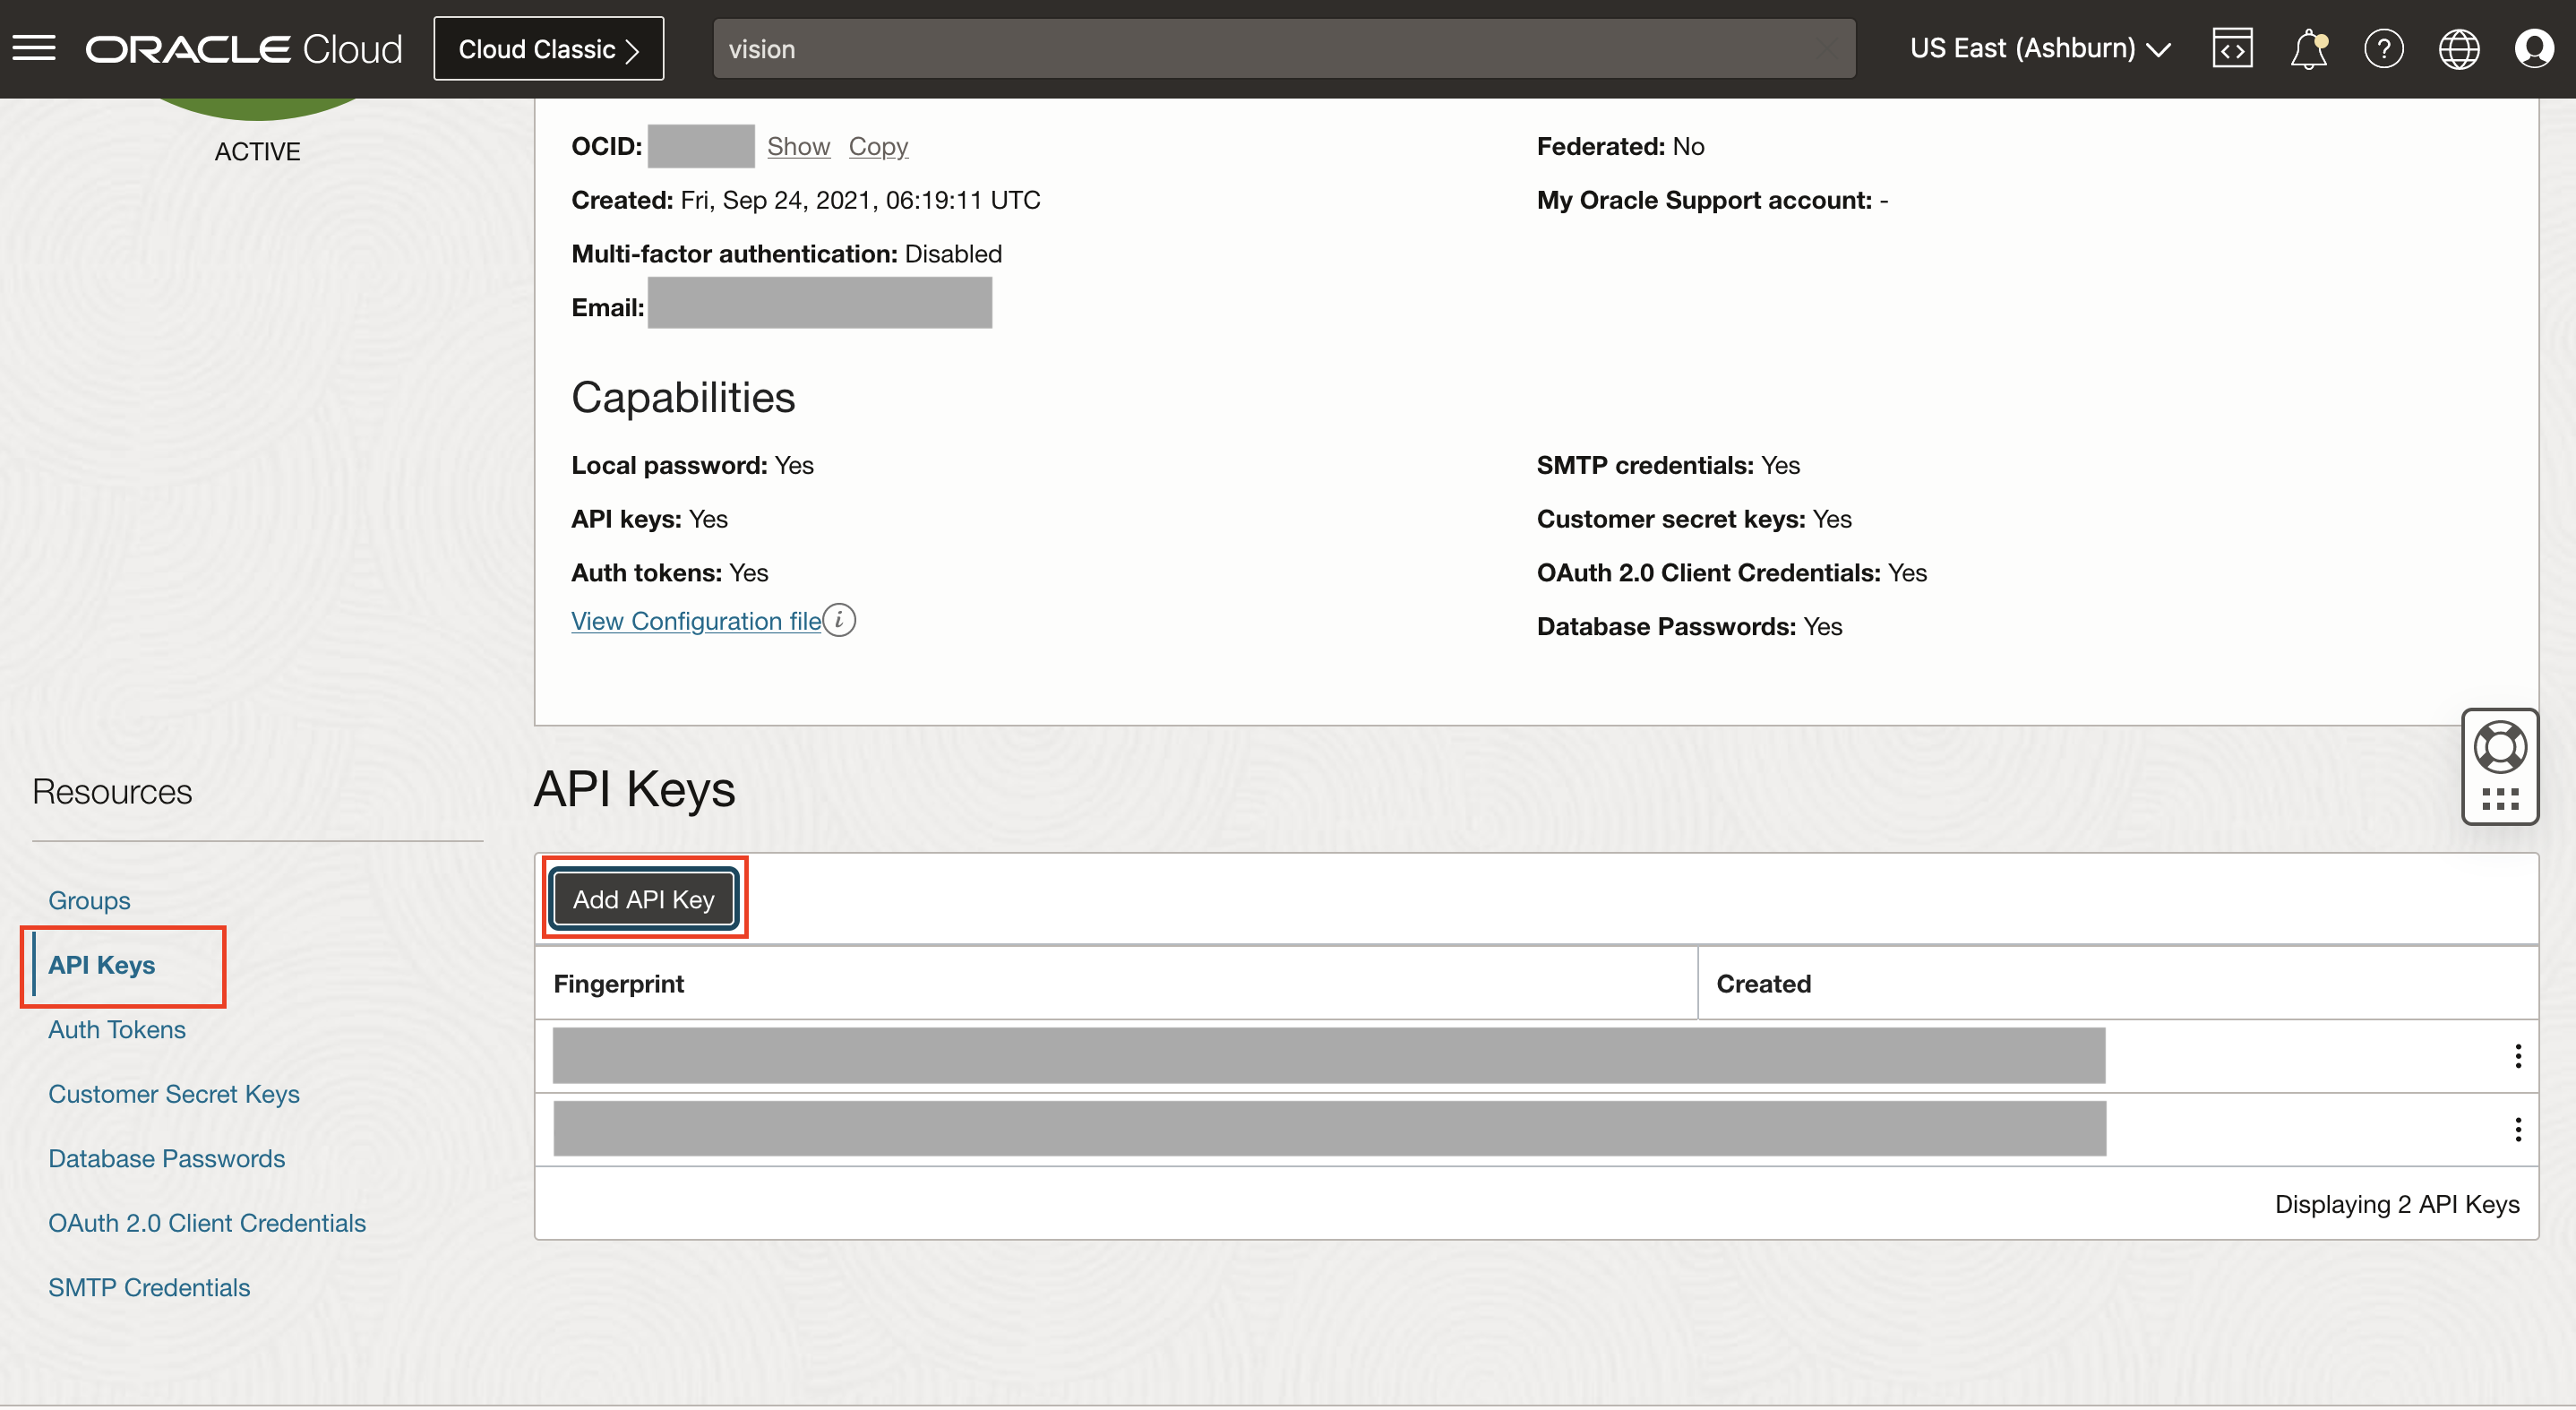 ORACLE Cloud
Cloud Classic
vision
US East (Ashburn)
ACTIVE
OCID: Show Copy
Created: Fri, Sep 24, 2021, 06:19:11 UTC
Multi-factor authentication: Disabled
Email:
Federated: No
My Oracle Support account: -
Capabilities
Local password: Yes
API keys: Yes
Auth tokens: Yes
View Configuration file i
SMTP credentials: Yes
Customer secret keys: Yes
OAuth 2.0 Client Credentials: Yes
Database Passwords: Yes
Resources
Groups
API Keys
Auth Tokens
Customer Secret Keys
Database Passwords
OAuth 2.0 Client Credentials
SMTP Credentials
API Keys
Add API Key
Fingerprint Created
Displaying 2 API Keys